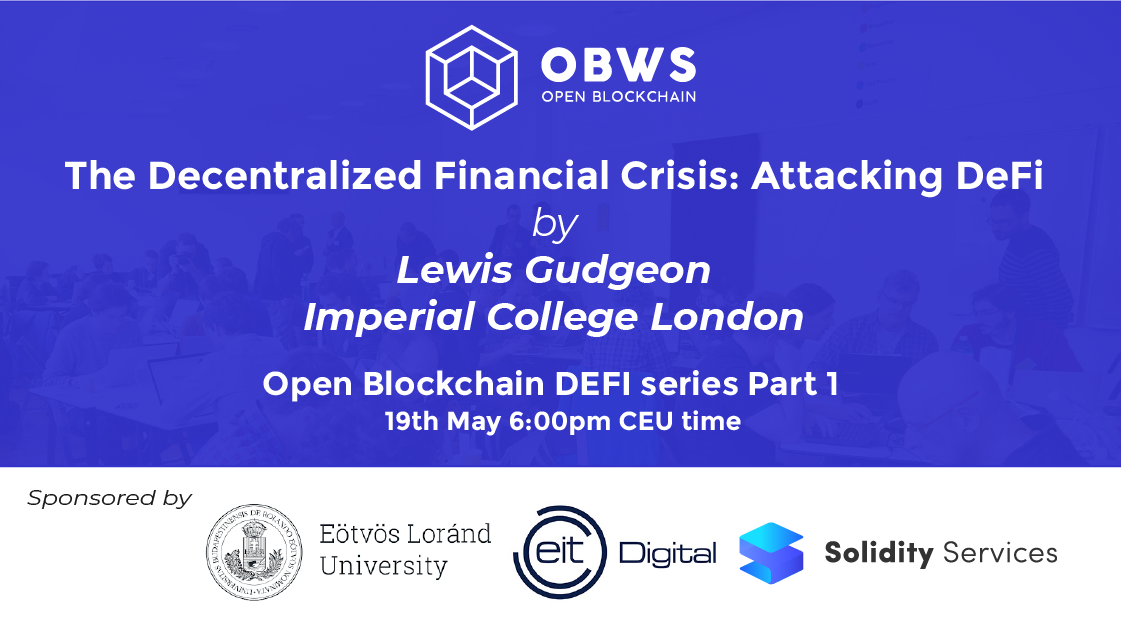 OBWS
OPEN BLOCKCHAIN
The Decentralized Financial Crisis: Attacking DeFi
by
Lewis Gudgeon
Imperial College London
Open Blockchain DEFI series Part 1
19th May 6:00pm CEU time
Sponsored by
Eötvös Loránd
University
eit Digital
Solidity Services